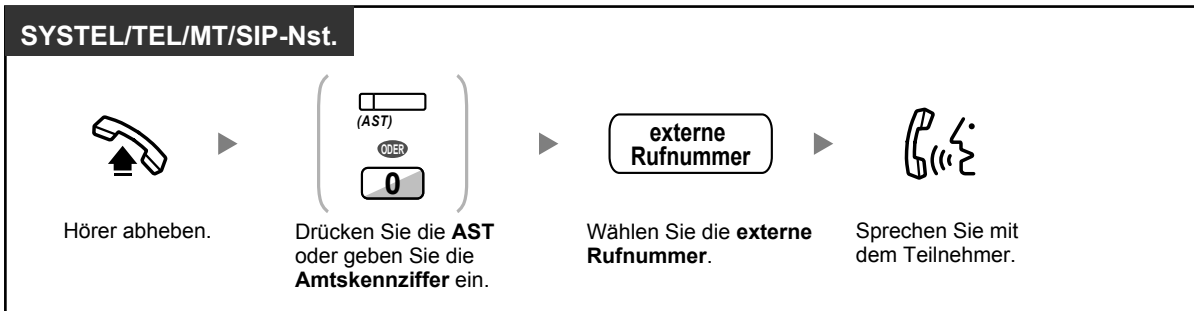 SYSTEL/TEL/MT/SIP-Nst.
(AST)
ODER
0
externe
Rufnummer
Hörer abheben.
Drücken Sie die AST
oder geben Sie die
Amtskennziffer ein.
Wählen Sie die externe
Rufnummer.
Sprechen Sie mit
dem Teilnehmer.